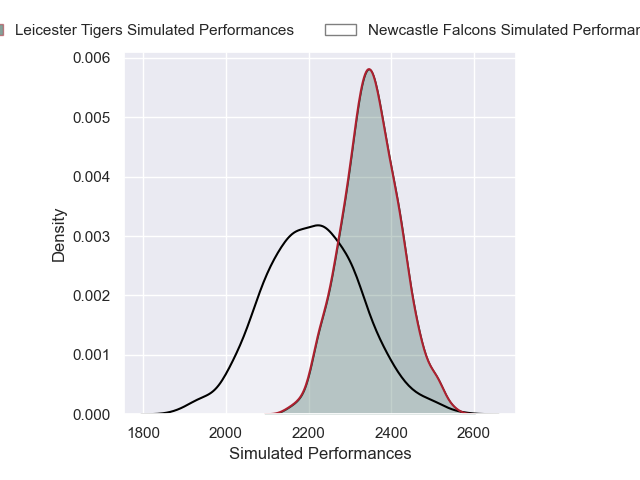 Leicester Tigers Simulated Performances
Newcastle Falcons Simulated Performan
0.006
0.005
0.004
0.003
0.002
0.001
0.000
Density
1800 2000 2200 2400 2600
Simulated Performances